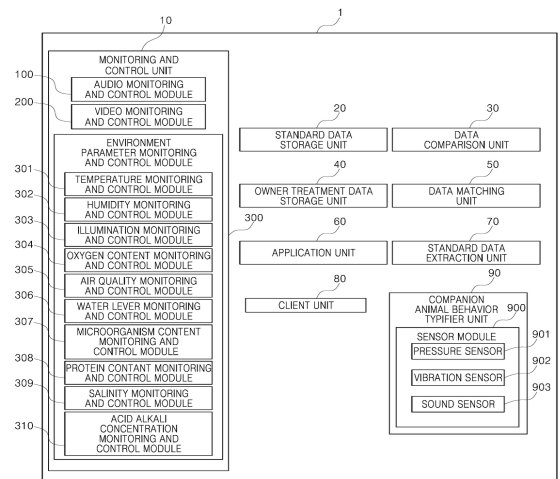 1
10
MONITORING AND
CONTROL UNIT
100
AUDIO MONITORING
AND CONTROL MODULE
200
VIDEO MONITORING
AND CONTROL MODULE
ENVIRONMENT
PARAMETER MONITORING
AND CONTROL MODULE
300
301
TEMPERATURE MONITORING
AND CONTROL MODULE
302
HUMIDITY MONITORING
AND CONTROL MODULE
303
ILLUMINATION MONITORING
AND CONTROL MODULE
304
OXYGEN CONTENT MONITORING
AND CONTROL MODULE
305
AIR QUALITY MONITORING
AND CONTROL MODULE
306
WATER LEVER MONITORING
AND CONTROL MODULE
307
MICROORGANISM CONTENT
MONITORING AND
CONTROL MODULE
308
PROTEIN CONTANT MONITORING
AND CONTROL MODULE
309
SALINITY MONITORING
AND CONTROL MODULE
310
ACID ALKALI
CONCENTRATION
MONITORING AND
CONTROL MODULE
20
STANDARD DATA
STORAGE UNIT
30
DATA
COMPARISON UNIT
40
OWNER TREATMENT DATA
STORAGE UNIT
50
DATA MATCHING
UNIT
60
APPLICATION UNIT
70
STANDARD DATA
EXTRACTION UNIT
80
CLIENT UNIT
90
COMPANION
ANIMAL BEHAVIOR
TYPIFIER UNIT
900
SENSOR MODULE
901
PRESSURE SENSOR
902
VIBRATION SENSOR
903
SOUND SENSOR